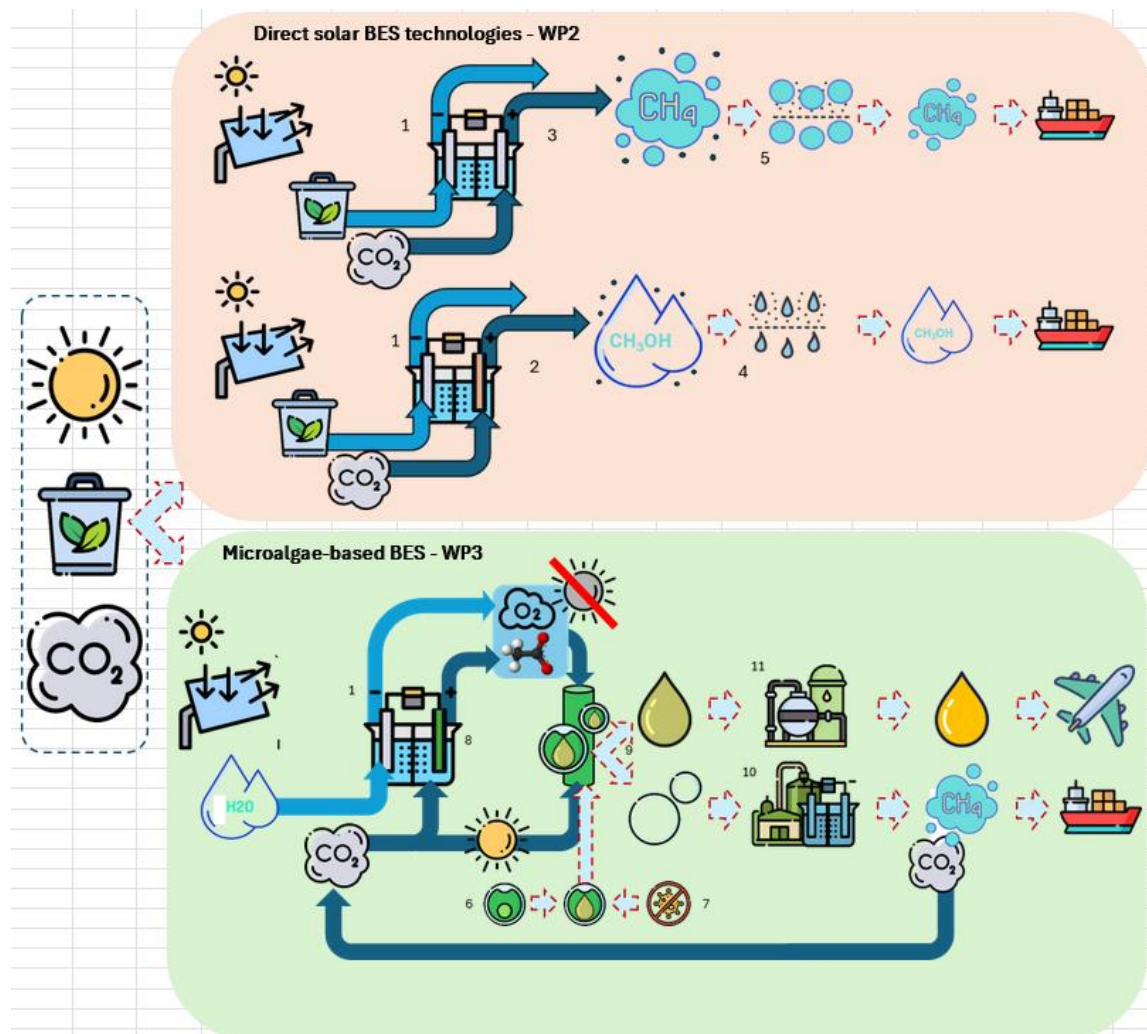 Direct solar BES technologies - WP2
1
-
+
3
CH4
5
CH4
CO2
1
-
+
2
CH3OH
4
CH3OH
CO2
CO2
Microalgae-based BES - WP3
O2
1
-
+
8
9
11
H2O
10
-
CH4
CO2
CO2
6
7